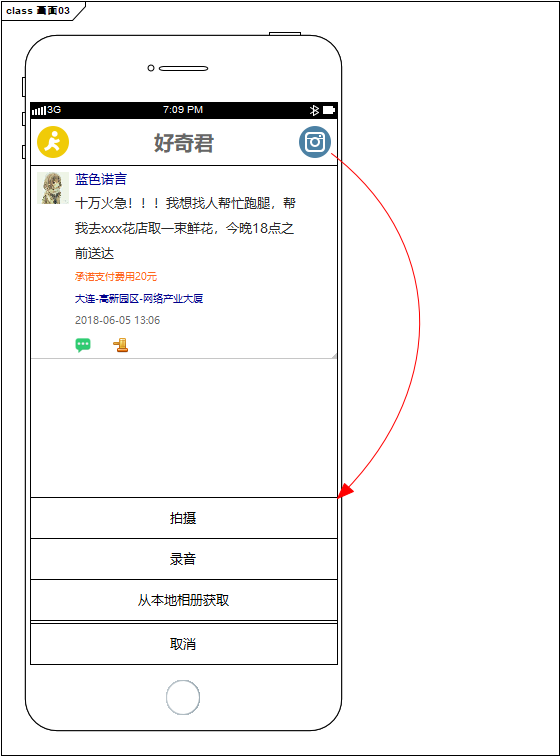 class 画面03
3G 7:09 PM
好奇君
蓝色诺言
十万火急！！！我想找人帮忙跑腿，帮
我去xxx花店取一束鲜花，今晚18点之
前送达
承诺支付费用20元
大连-高新园区-网络产业大厦
2018-06-05 13:06
拍摄
录音
从本地相册获取
取消